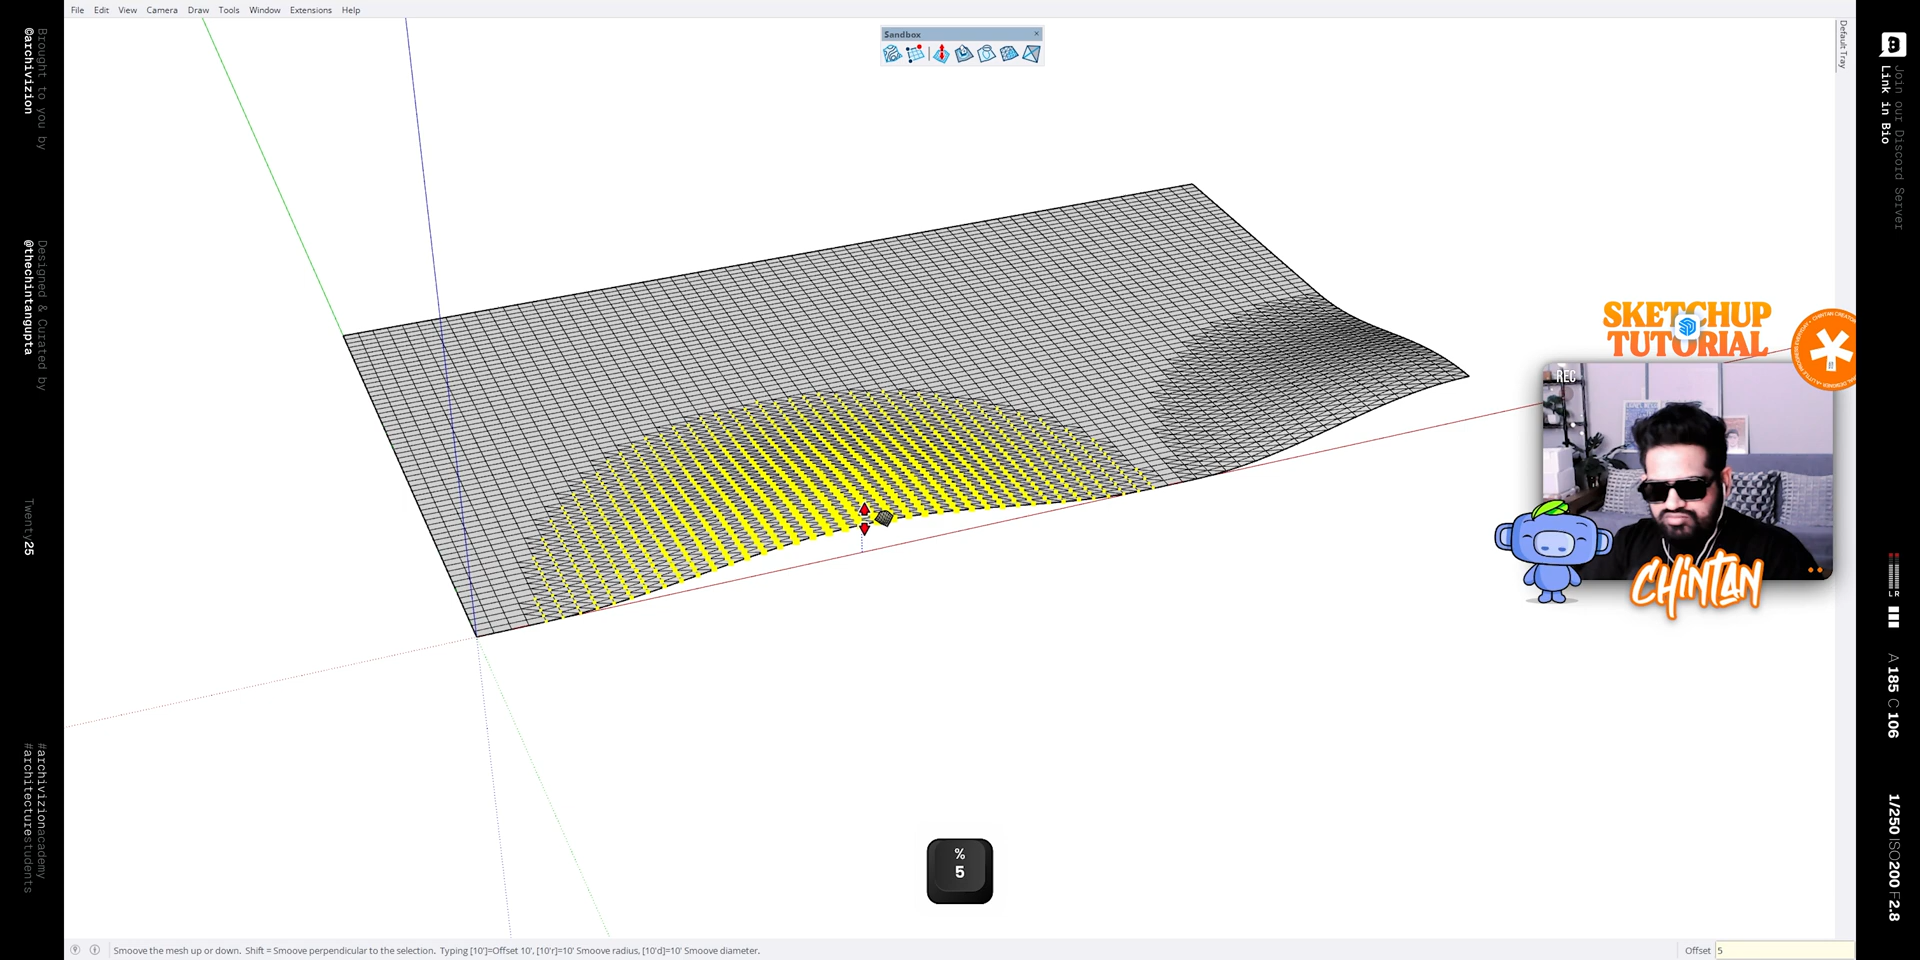 File Edit View Camera Draw Tools Window Extensions Help
Sandbox
Default Tray
Brought to you by
@archivizion
Designed & Curated by
@thechintangupta
Twenty25
#archivizionacademy
#architecturestudents
Join our Discord Server
Link in Bio
SKETCHUP
TUTORIAL
REC
CHINTAN
L R
A 185 C 106
1/250 ISO200 F2.8
%
5
Smoove the mesh up or down. Shift = Smoove perpendicular to the selection. Typing [10']=Offset 10', [10'r]=10' Smoove radius, [10'd]=10' Smoove diameter.
Offset 5